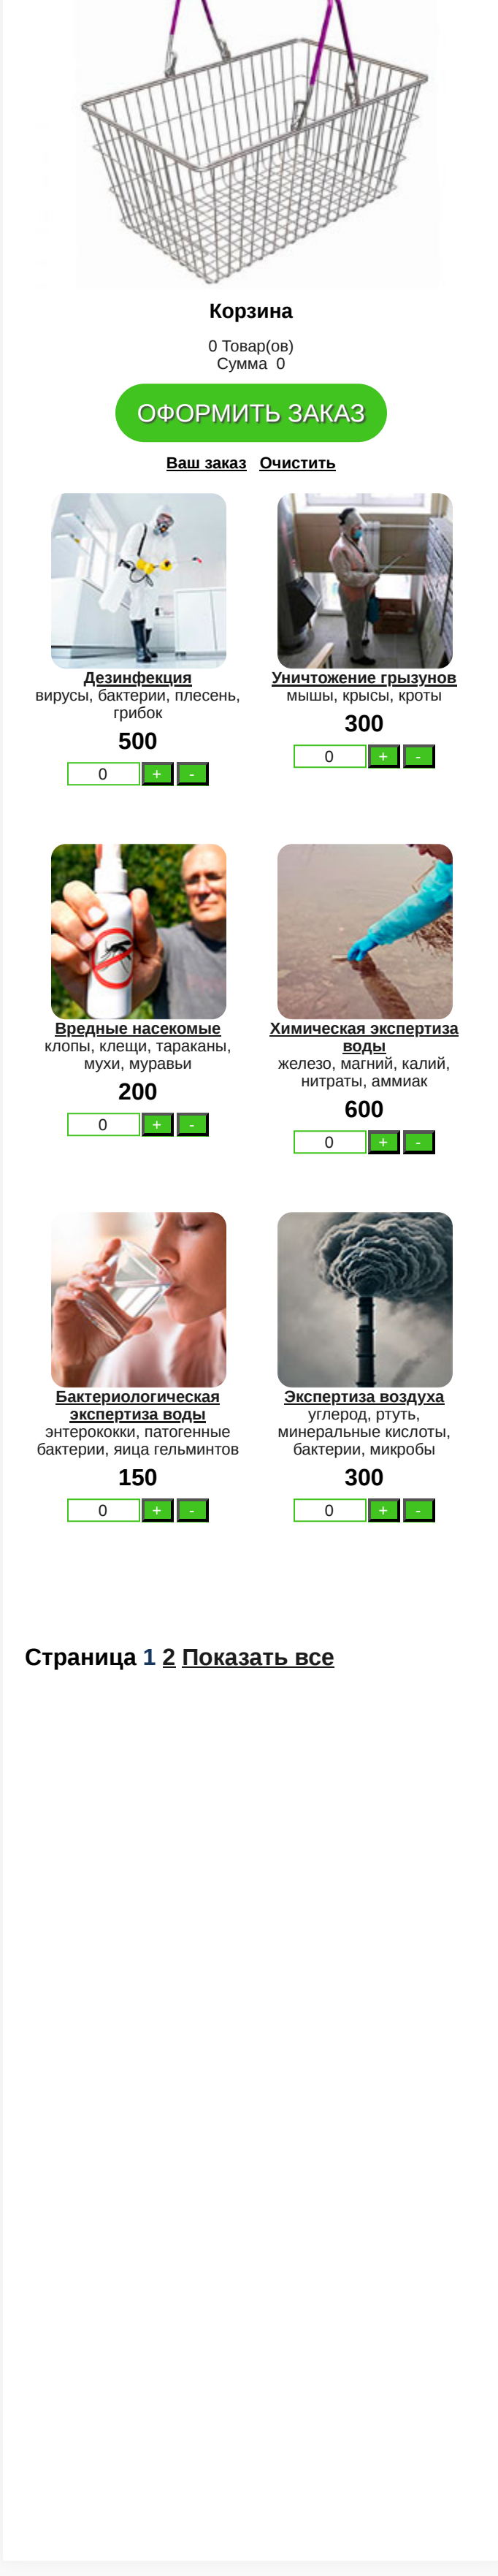 Корзина
0 Товар(ов)
Сумма 0
ОФОРМИТЬ ЗАКАЗ
Ваш заказ Очистить
Дезинфекция
вирусы, бактерии, плесень,
грибок
500
0 + -
Уничтожение грызунов
мыши, крысы, кроты
300
0 + -
Вредные насекомые
клопы, клещи, тараканы,
мухи, муравьи
200
0 + -
Химическая экспертиза
воды
железо, магний, калий,
нитраты, аммиак
600
0 + -
Бактериологическая
экспертиза воды
энтерококки, патогенные
бактерии, яица гельминтов
150
0 + -
Экспертиза воздуха
углерод, ртуть,
минеральные кислоты,
бактерии, микробы
300
0 + -
Страница 1 2 Показать все